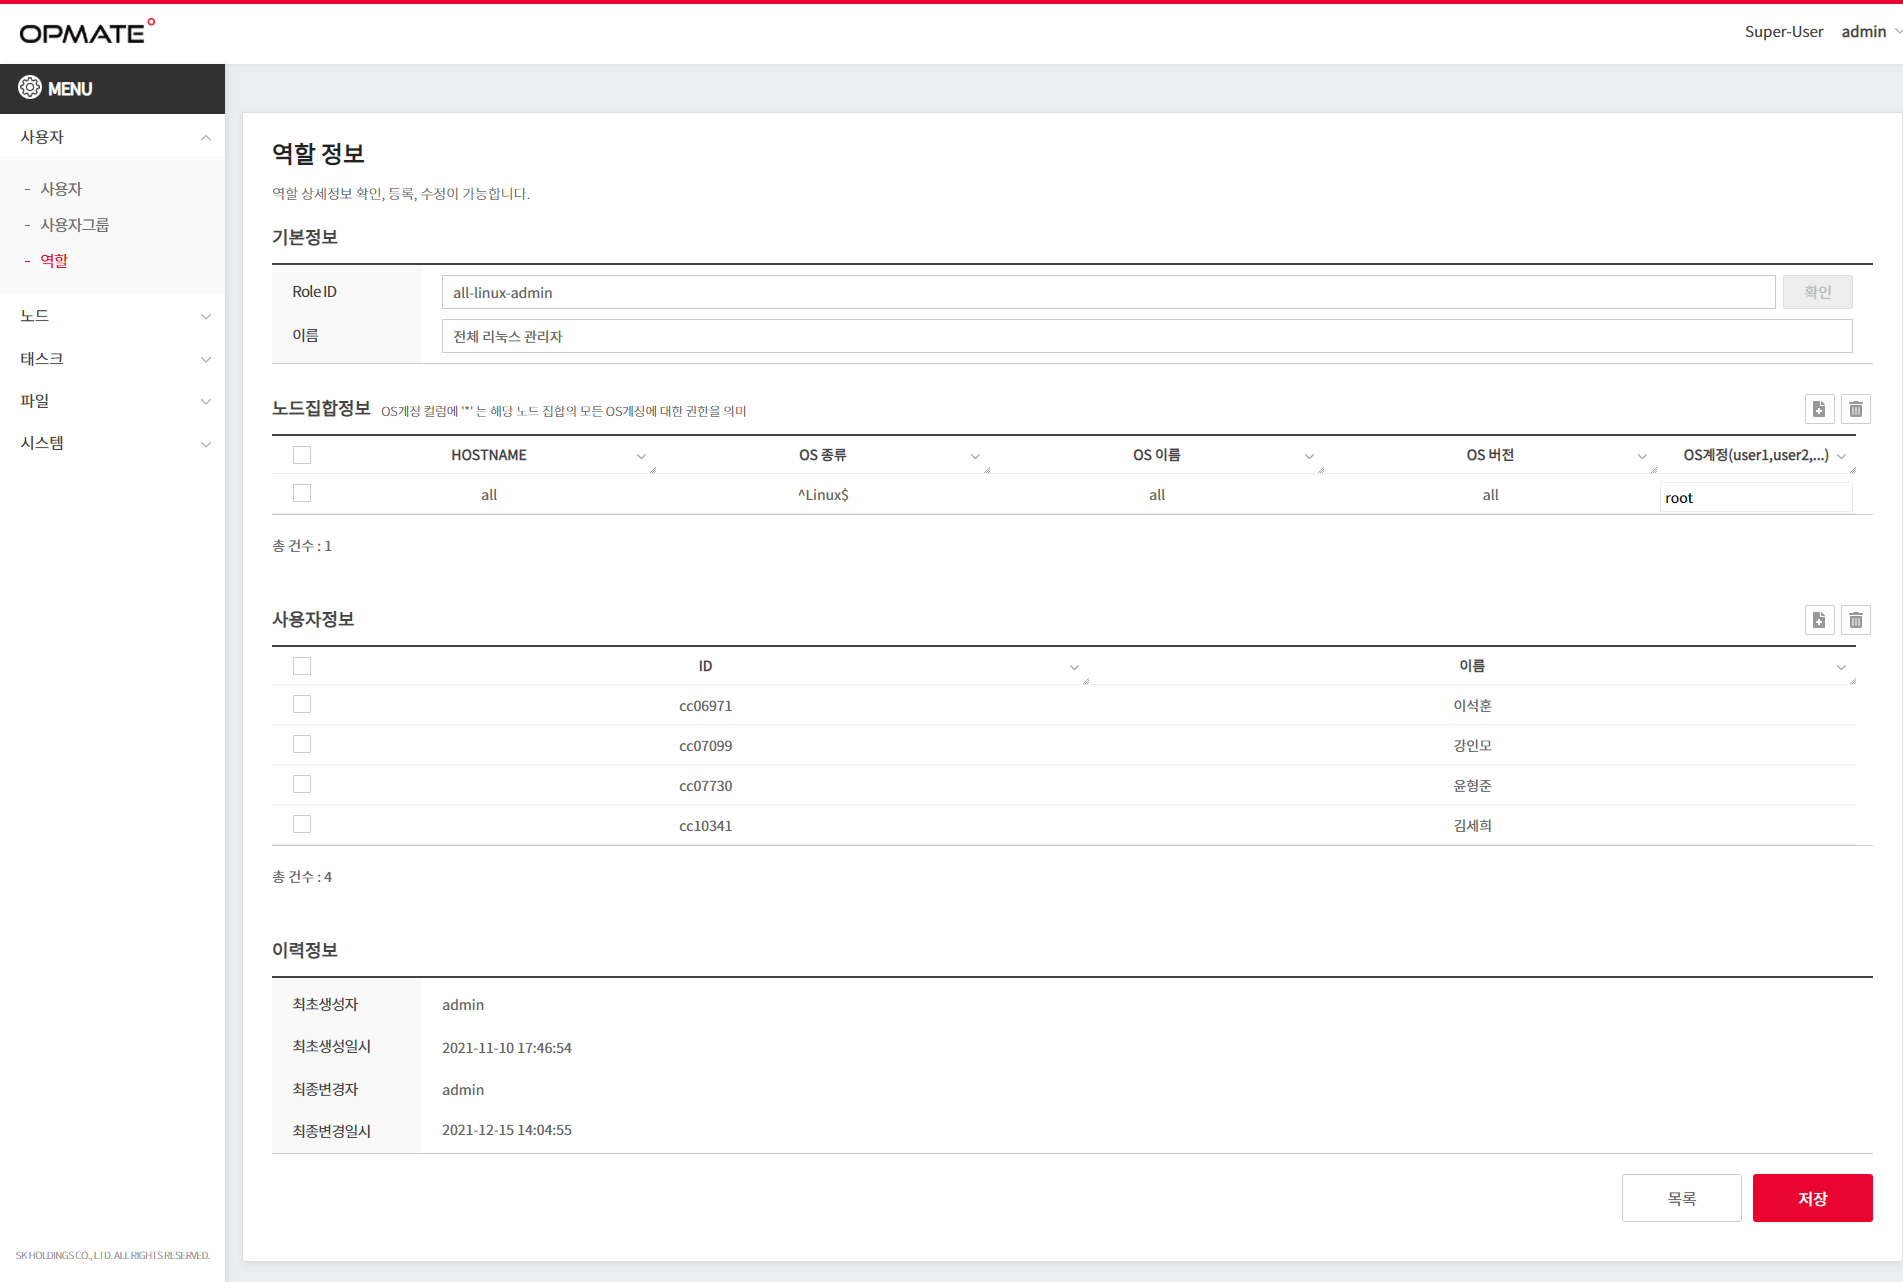 OPMATE
Super-User admin
MENU
사용자
- 사용자
- 사용자그룹
- 역할
노드
태스크
파일
시스템
SK HOLDINGS CO., LTD. ALL RIGHTS RESERVED.
역할 정보
역할 상세정보 확인, 등록, 수정이 가능합니다.
기본정보
Role ID all-linux-admin 확인
이름 전체 리눅스 관리자
노드집합정보 OS계정 컬럼에 '*' 는 해당 노드 집합의 모든 OS계정에 대한 권한을 의미
HOSTNAME OS 종류 OS 이름 OS 버전 OS계정(user1,user2,...)
all ^Linux$ all all root
총 건수 : 1
사용자정보
ID 이름
cc06971 이석훈
cc07099 강인모
cc07730 윤형준
cc10341 김세희
총 건수 : 4
이력정보
최초생성자 admin
최초생성일시 2021-11-10 17:46:54
최종변경자 admin
최종변경일시 2021-12-15 14:04:55
목록 저장